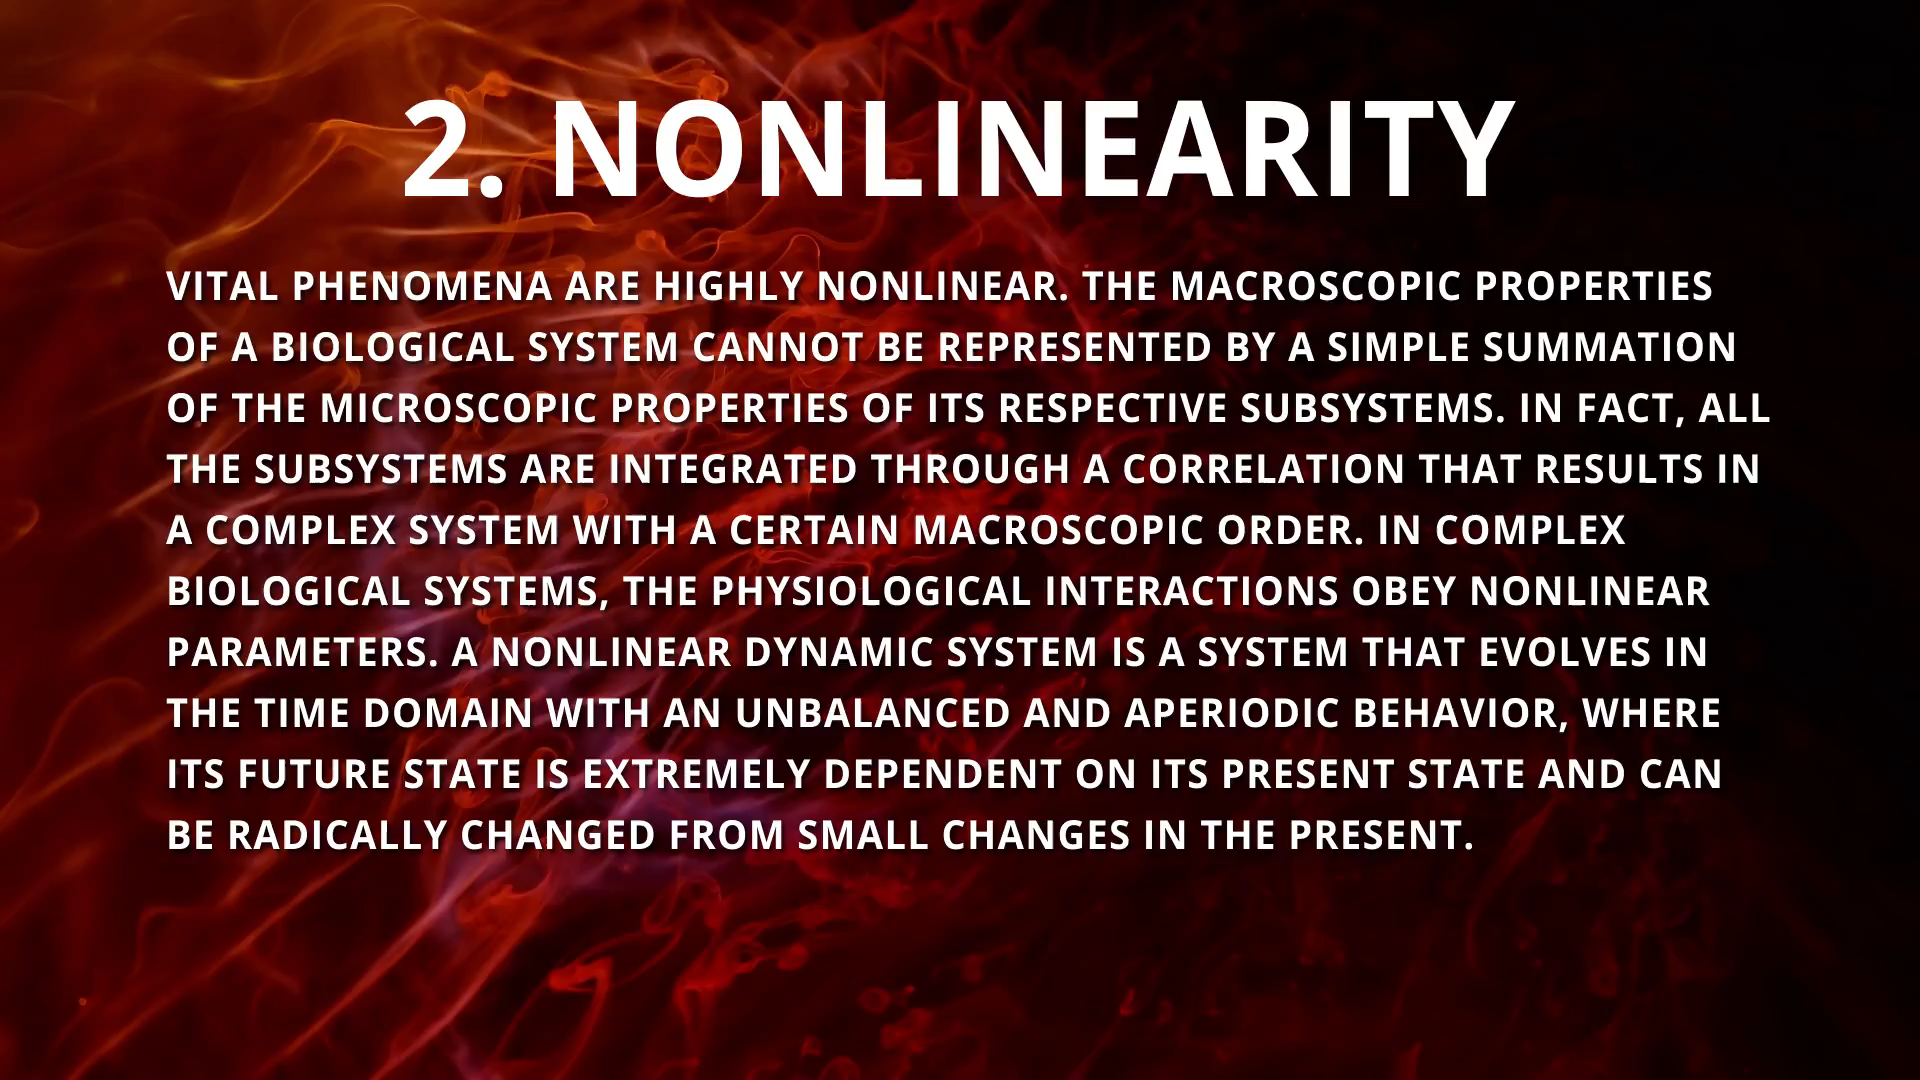 2. NONLINEARITY
VITAL PHENOMENA ARE HIGHLY NONLINEAR. THE MACROSCOPIC PROPERTIES
OF A BIOLOGICAL SYSTEM CANNOT BE REPRESENTED BY A SIMPLE SUMMATION
OF THE MICROSCOPIC PROPERTIES OF ITS RESPECTIVE SUBSYSTEMS. IN FACT, ALL
THE SUBSYSTEMS ARE INTEGRATED THROUGH A CORRELATION THAT RESULTS IN
A COMPLEX SYSTEM WITH A CERTAIN MACROSCOPIC ORDER. IN COMPLEX
BIOLOGICAL SYSTEMS, THE PHYSIOLOGICAL INTERACTIONS OBEY NONLINEAR
PARAMETERS. A NONLINEAR DYNAMIC SYSTEM IS A SYSTEM THAT EVOLVES IN
THE TIME DOMAIN WITH AN UNBALANCED AND APERIODIC BEHAVIOR, WHERE
ITS FUTURE STATE IS EXTREMELY DEPENDENT ON ITS PRESENT STATE AND CAN
BE RADICALLY CHANGED FROM SMALL CHANGES IN THE PRESENT.